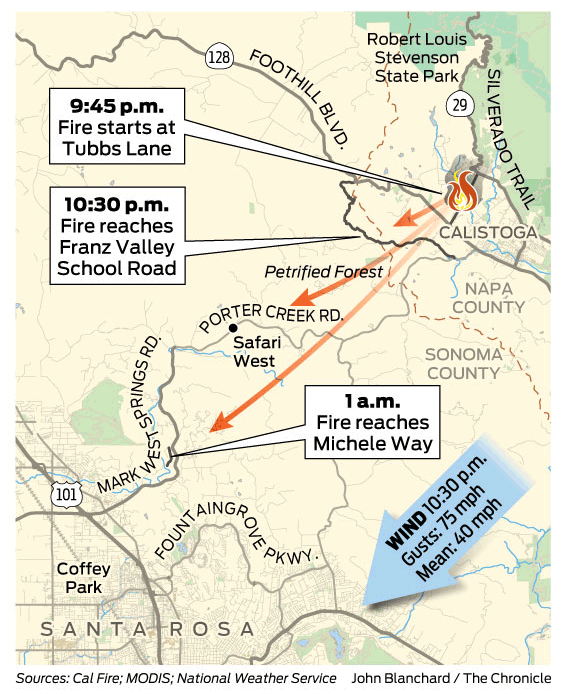 Robert Louis
Stevenson
State Park
128
FOOTHILL BLVD.
29
SILVERADO TRAIL
9:45 p.m.
Fire starts at
Tubbs Lane
10:30 p.m.
Fire reaches
Franz Valley
School Road
CALISTOGA
Petrified Forest
NAPA
COUNTY
PORTER CREEK RD.
Safari
West
SONOMA
COUNTY
MARK WEST SPRINGS RD.
1 a.m.
Fire reaches
Michele Way
101
FOUNTAINGROVE PKWY.
WIND 10:30 p.m.
Gusts: 75 mph
Mean: 40 mph
Coffey
Park
SANTA ROSA
Sources: Cal Fire; MODIS; National Weather Service John Blanchard / The Chronicle